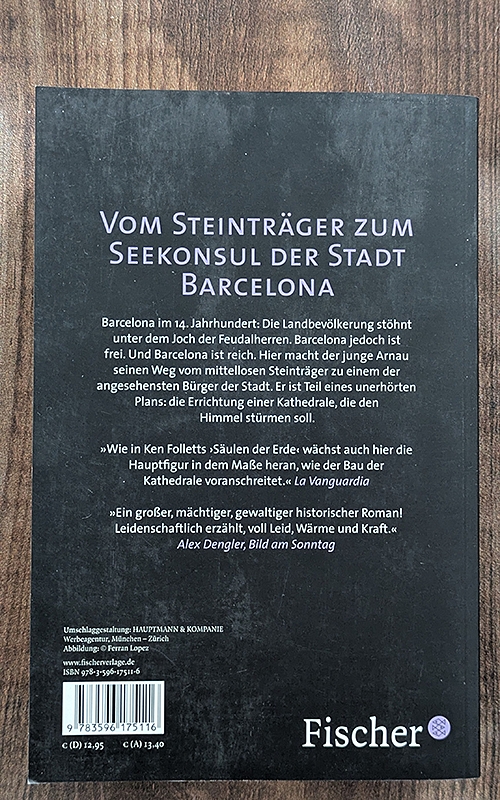 VOM STEINTRÄGER ZUM
SEEKONSUL DER STADT
BARCELONA
Barcelona im 14. Jahrhundert: Die Landbevölkerung stöhnt
unter dem Joch der Feudalherren. Barcelona jedoch ist
frei. Und Barcelona ist reich. Hier macht der junge Arnau
seinen Weg vom mittellosen Steinträger zu einem der
angesehensten Bürger der Stadt. Er ist Teil eines unerhörten
Plans: die Errichtung einer Kathedrale, die den
Himmel stürmen soll.
»Wie in Ken Folletts ›Säulen der Erde‹ wächst auch hier die
Hauptfigur in dem Maße heran, wie der Bau der
Kathedrale voranschreitet.« La Vanguardia
»Ein großer, mächtiger, gewaltiger historischer Roman!
Leidenschaftlich erzählt, voll Leid, Wärme und Kraft.«
Alex Dengler, Bild am Sonntag
Umschlaggestaltung: HAUPTMANN & KOMPANIE
Werbeagentur, München – Zürich
Abbildung: © Ferran Lopez
www.fischerverlage.de
ISBN 978-3-596-17511-6
9 783596 175116
€ (D) 12,95 € (A) 13,40
Fischer